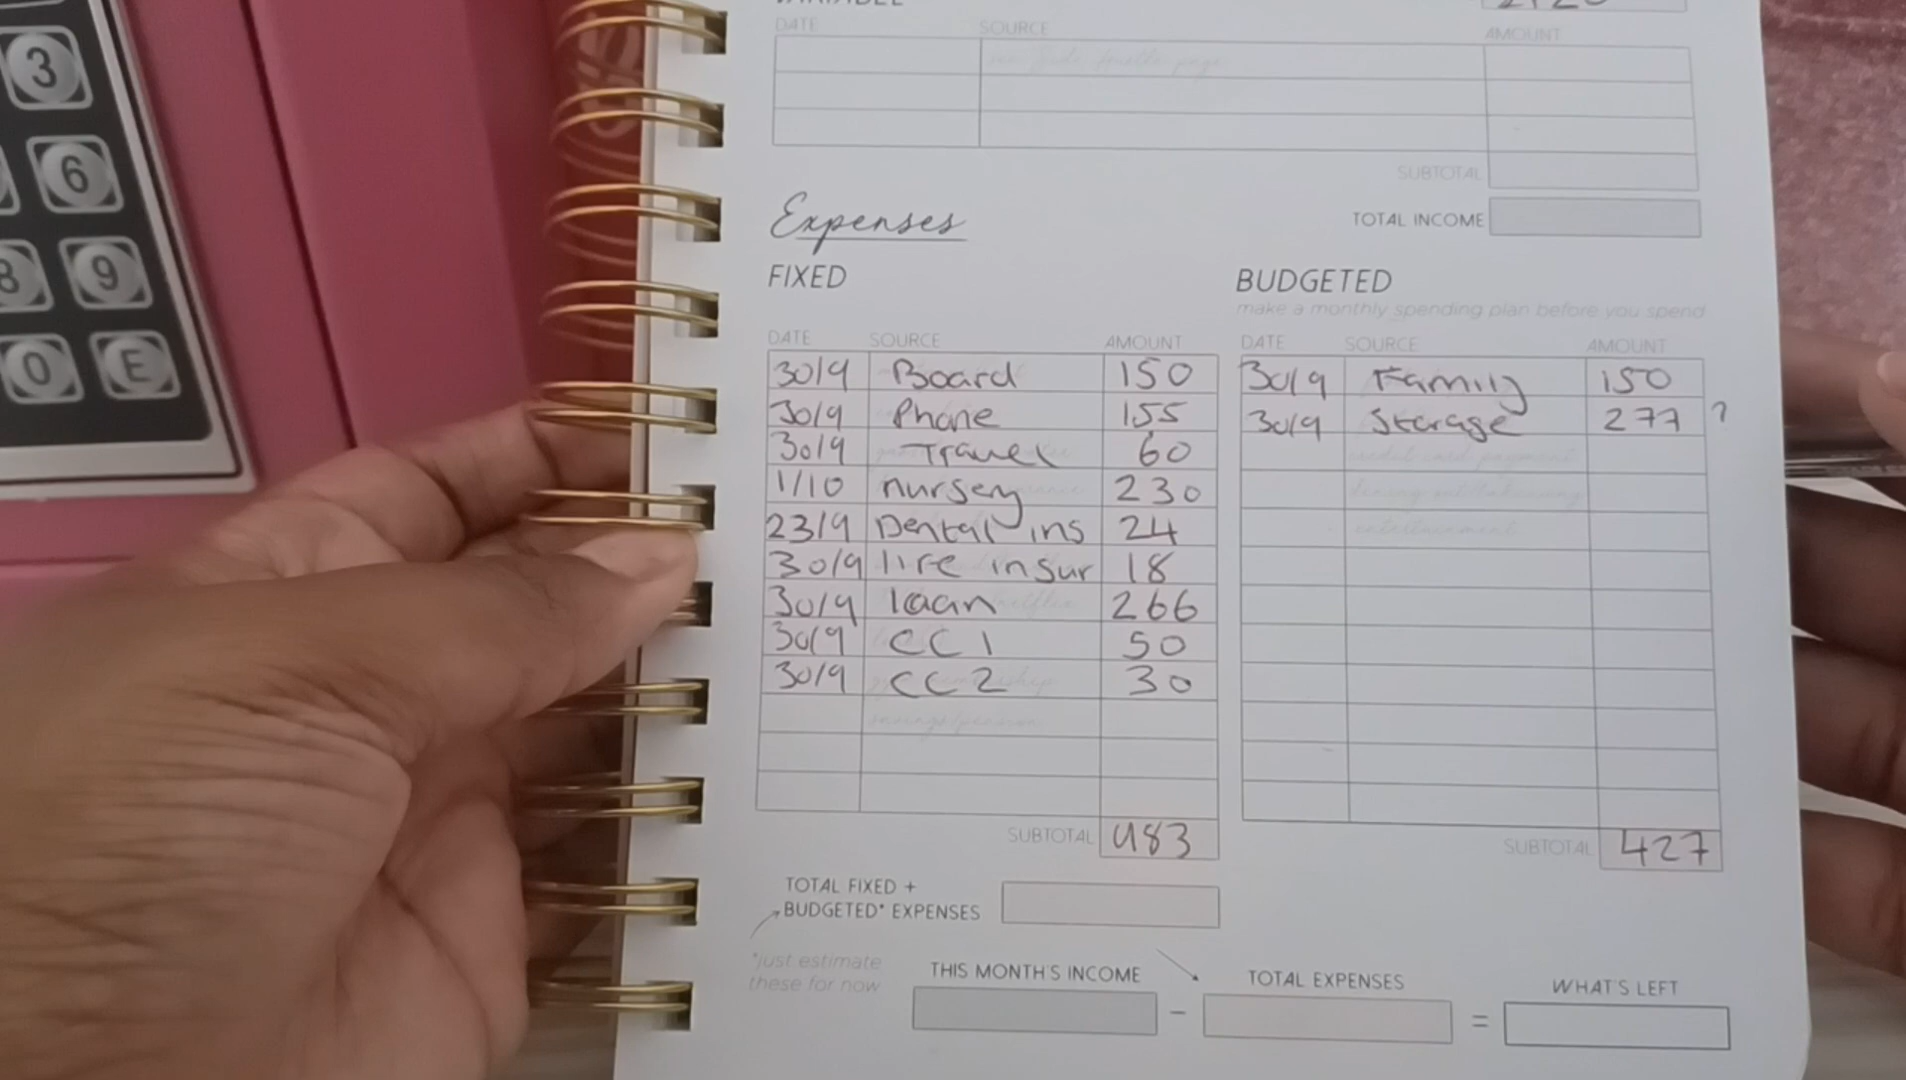 VARIABLE
DATE SOURCE AMOUNT
SUBTOTAL
TOTAL INCOME
Expenses
FIXED
DATE SOURCE AMOUNT
30/9 Board 150
30/9 Phone 155
30/9 Travel 60
1/10 nursery 230
23/9 Dental ins 24
30/9 life insur 18
30/9 loan 266
30/9 CC1 50
30/9 CC2 30
SUBTOTAL 983
BUDGETED
make a monthly spending plan before you spend
DATE SOURCE AMOUNT
30/9 Family 150
30/9 Storage 277 ?
SUBTOTAL 427
TOTAL FIXED +
BUDGETED* EXPENSES
*just estimate
these for now
THIS MONTH'S INCOME - TOTAL EXPENSES = WHAT'S LEFT
3
6
8 9
0 E